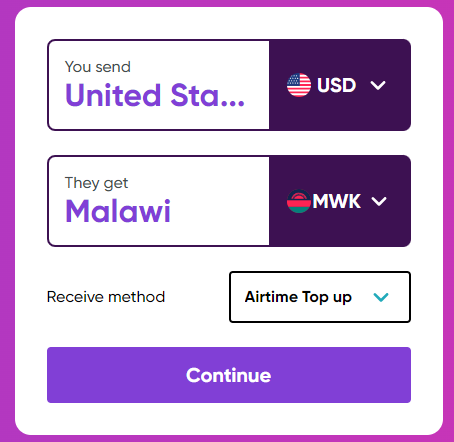 You send
United Sta...
USD
They get
Malawi
MWK
Receive method
Airtime Top up
Continue